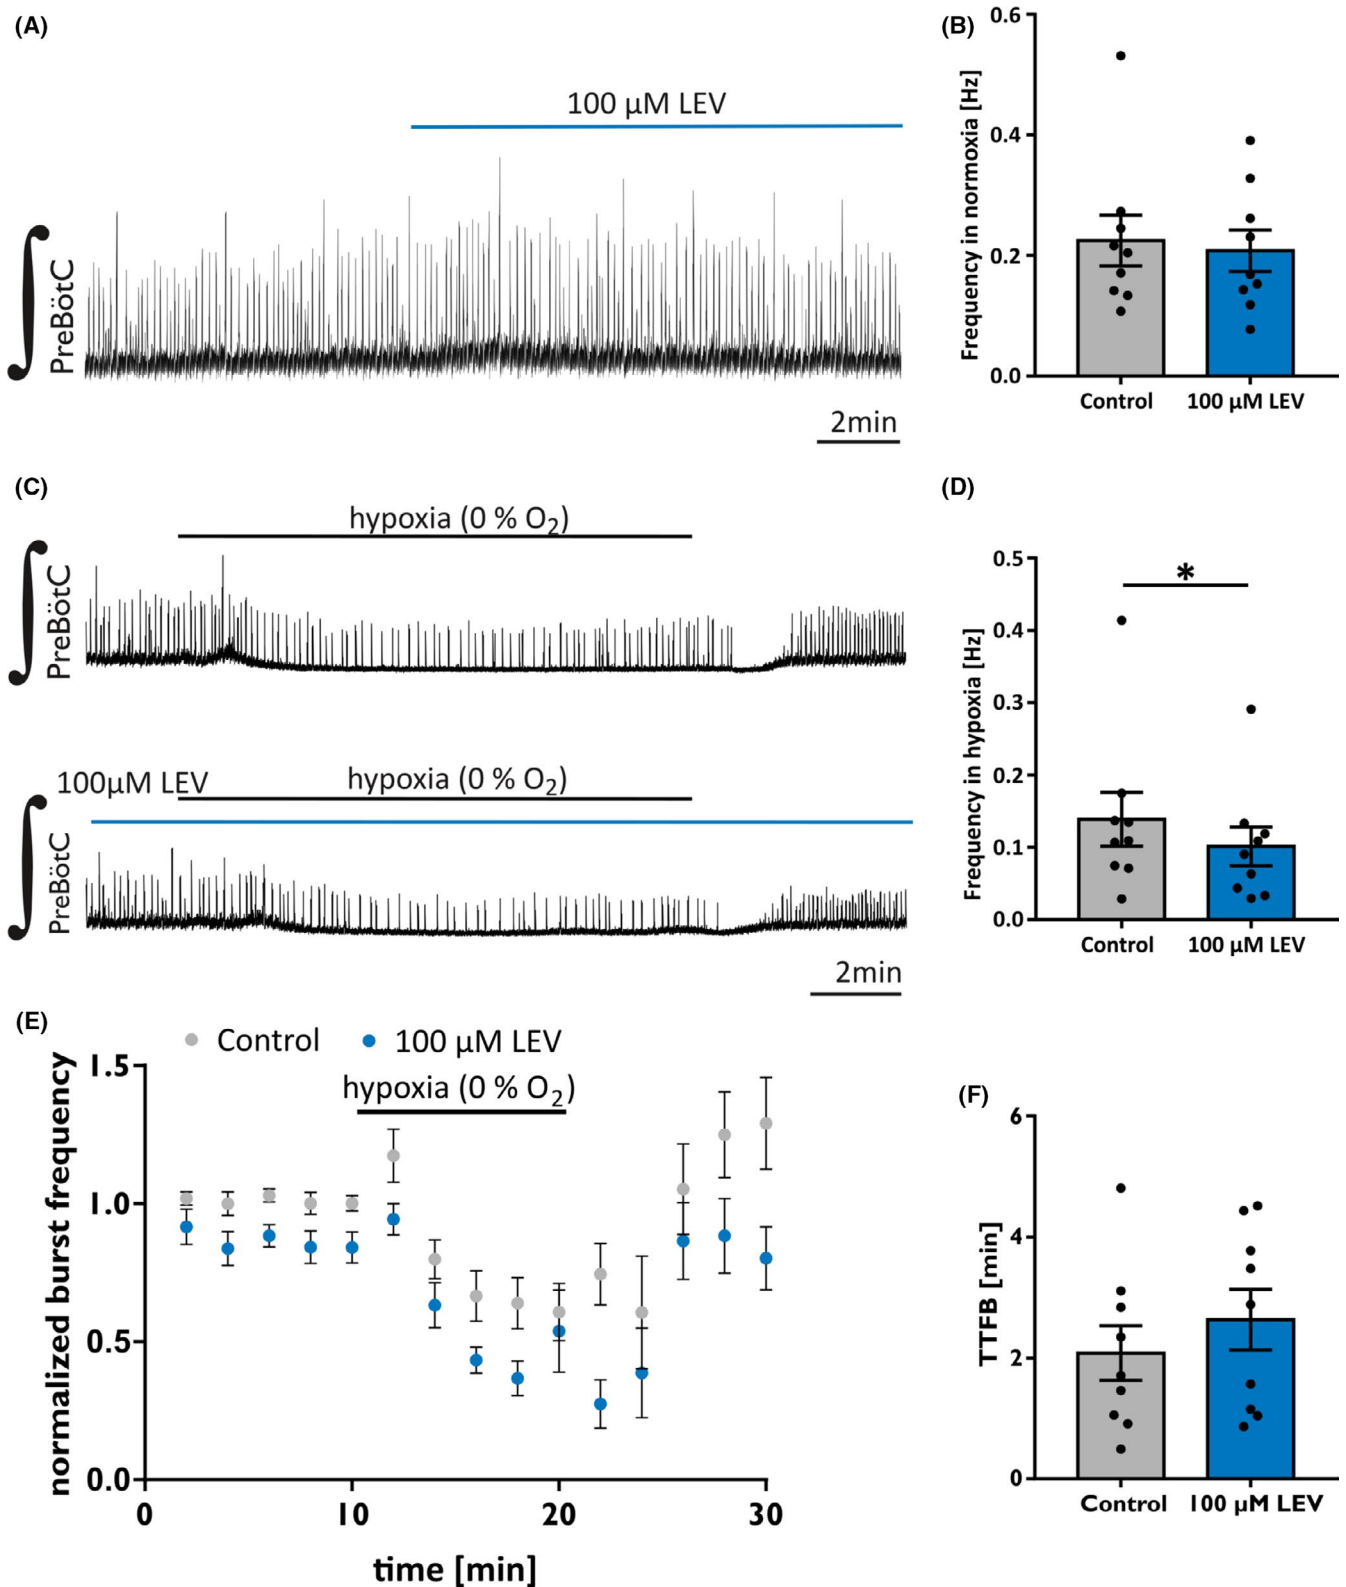 (A)
100 µM LEV
∫ PreBötC
2min
(B)
Frequency in normoxia [Hz]
0.6
0.4
0.2
0.0
Control 100 µM LEV
(C)
hypoxia (0 % O₂)
∫ PreBötC
100µM LEV hypoxia (0 % O₂)
∫ PreBötC
2min
(D)
Frequency in hypoxia [Hz]
0.5
0.4
0.3
0.2
0.1
0.0
*
Control 100 µM LEV
(E)
Control 100 µM LEV
hypoxia (0 % O₂)
normalized burst frequency
1.5
1.0
0.5
0.0
0 10 20 30
time [min]
(F)
TTFB [min]
6
4
2
0
Control 100 µM LEV